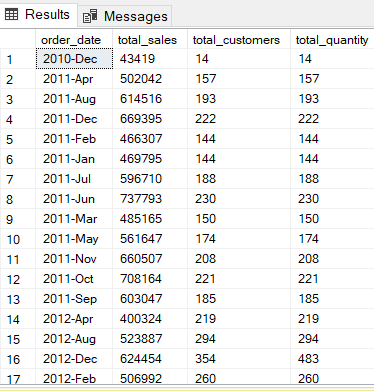 Results Messages
order_date total_sales total_customers total_quantity
1 2010-Dec 43419 14 14
2 2011-Apr 502042 157 157
3 2011-Aug 614516 193 193
4 2011-Dec 669395 222 222
5 2011-Feb 466307 144 144
6 2011-Jan 469795 144 144
7 2011-Jul 596710 188 188
8 2011-Jun 737793 230 230
9 2011-Mar 485165 150 150
10 2011-May 561647 174 174
11 2011-Nov 660507 208 208
12 2011-Oct 708164 221 221
13 2011-Sep 603047 185 185
14 2012-Apr 400324 219 219
15 2012-Aug 523887 294 294
16 2012-Dec 624454 354 483
17 2012-Feb 506992 260 260